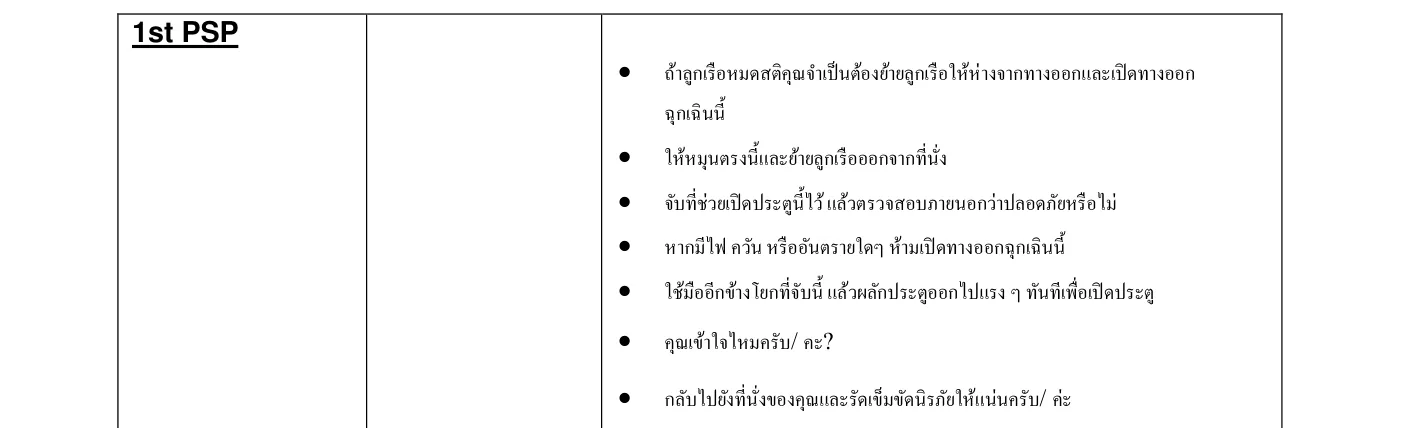 1st PSP
• ถ้าลูกเรือหมดสติคุณจำเป็นต้องย้ายลูกเรือให้ห่างจากทางออกและเปิดทางออก
ฉุกเฉินนี้
• ให้หมุนตรงนี้และย้ายลูกเรือออกจากที่นั่ง
• จับที่ช่วยเปิดประตูนี้ไว้ แล้วตรวจสอบภายนอกว่าปลอดภัยหรือไม่
• หากมีไฟ ควัน หรืออันตรายใดๆ ห้ามเปิดทางออกฉุกเฉินนี้
• ใช้มืออีกข้างโยกที่จับนี้ แล้วผลักประตูออกไปแรง ๆ ทันทีเพื่อเปิดประตู
• คุณเข้าใจไหมครับ/ คะ?
• กลับไปยังที่นั่งของคุณและรัดเข็มขัดนิรภัยให้แน่นครับ/ ค่ะ